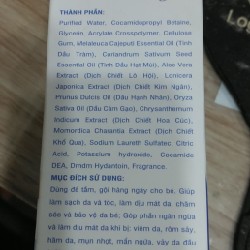 THÀNH PHẦN:
Purified Water, Cocamidopropyl Betaine,
Glycerin, Acrylate Crosspolymer, Cellulose
Gum, Melaleuca Cajeputi Essential Oil (Tinh
Dầu Tràm), Coriandrum Sativum Seed
Essential Oil (Tinh Dầu Hạt Mùi), Aloe Vera
Extract (Dịch Chiết Lô Hội), Lonicera
Japonica Extract (Dịch Chiết Kim ngân),
Prunus Dulcis Oil (Dầu Hạnh Nhân), Oryza
Sativa Oil (Dầu Cám Gạo), Chrysanthemum
Indicum Extract (Dịch Chiết Hoa Cúc),
Momordica Charantia Extract (Dịch Chiết
Khổ Qua), Sodium Laureth Sulfate, Citric
Acid, Potassium hydroxide, Cocamide
DEA, Dmdm Hydantoin, Fragrance.
MỤC ĐÍCH SỬ DỤNG:
Dùng để tắm, gội hàng ngày cho bé. Giúp
làm sạch da và tóc, làm dịu mát da chăm
sóc và bảo vệ da bé. Góp phần ngăn ngừa
và làm dịu mát da khi bị: viêm da, rôm sảy,
hăm da, mụn nhọt, mẩn ngứa, vảy da đầu